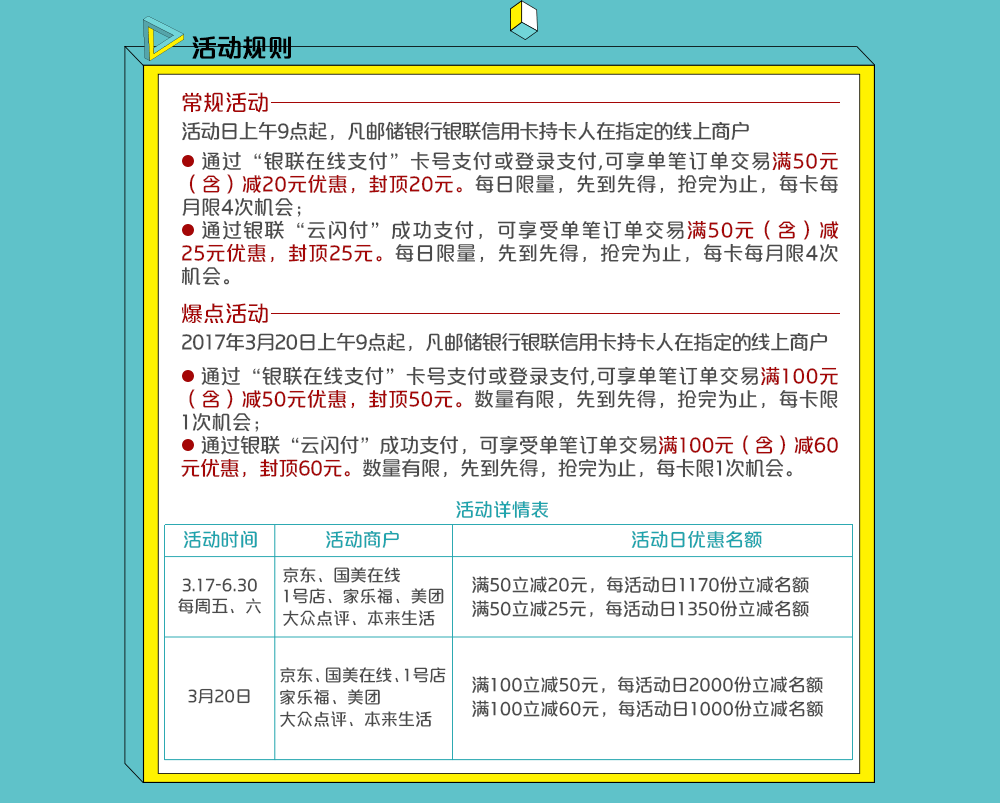 活动规则
常规活动
活动日上午9点起，凡邮储银行银联信用卡持卡人在指定的线上商户
● 通过“银联在线支付”卡号支付或登录支付,可享单笔订单交易满50元
（含）减20元优惠，封顶20元。每日限量，先到先得，抢完为止，每卡每
月限4次机会；
● 通过银联“云闪付”成功支付，可享受单笔订单交易满50元（含）减
25元优惠，封顶25元。每日限量，先到先得，抢完为止，每卡每月限4次
机会。
爆点活动
2017年3月20日上午9点起，凡邮储银行银联信用卡持卡人在指定的线上商户
● 通过“银联在线支付”卡号支付或登录支付,可享单笔订单交易满100元
（含）减50元优惠，封顶50元。数量有限，先到先得，抢完为止，每卡限
1次机会；
● 通过银联“云闪付”成功支付，可享受单笔订单交易满100元（含）减60
元优惠，封顶60元。数量有限，先到先得，抢完为止，每卡限1次机会。
活动详情表
活动时间 活动商户 活动日优惠名额
3.17-6.30
每周五、六
京东、国美在线
1号店、家乐福、美团
大众点评、本来生活
满50立减20元，每活动日1170份立减名额
满50立减25元，每活动日1350份立减名额
3月20日
京东、国美在线、1号店
家乐福、美团
大众点评、本来生活
满100立减50元，每活动日2000份立减名额
满100立减60元，每活动日1000份立减名额